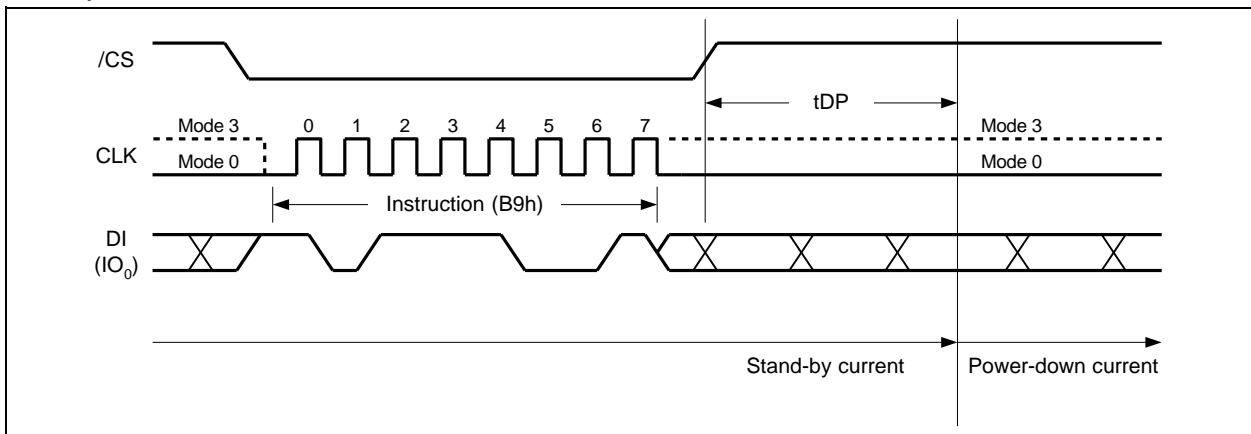 /CS
tDP
Mode 3
0 1 2 3 4 5 6 7
Mode 3
CLK
Mode 0
Mode 0
Instruction (B9h)
DI
(IO0)
Stand-by current
Power-down current